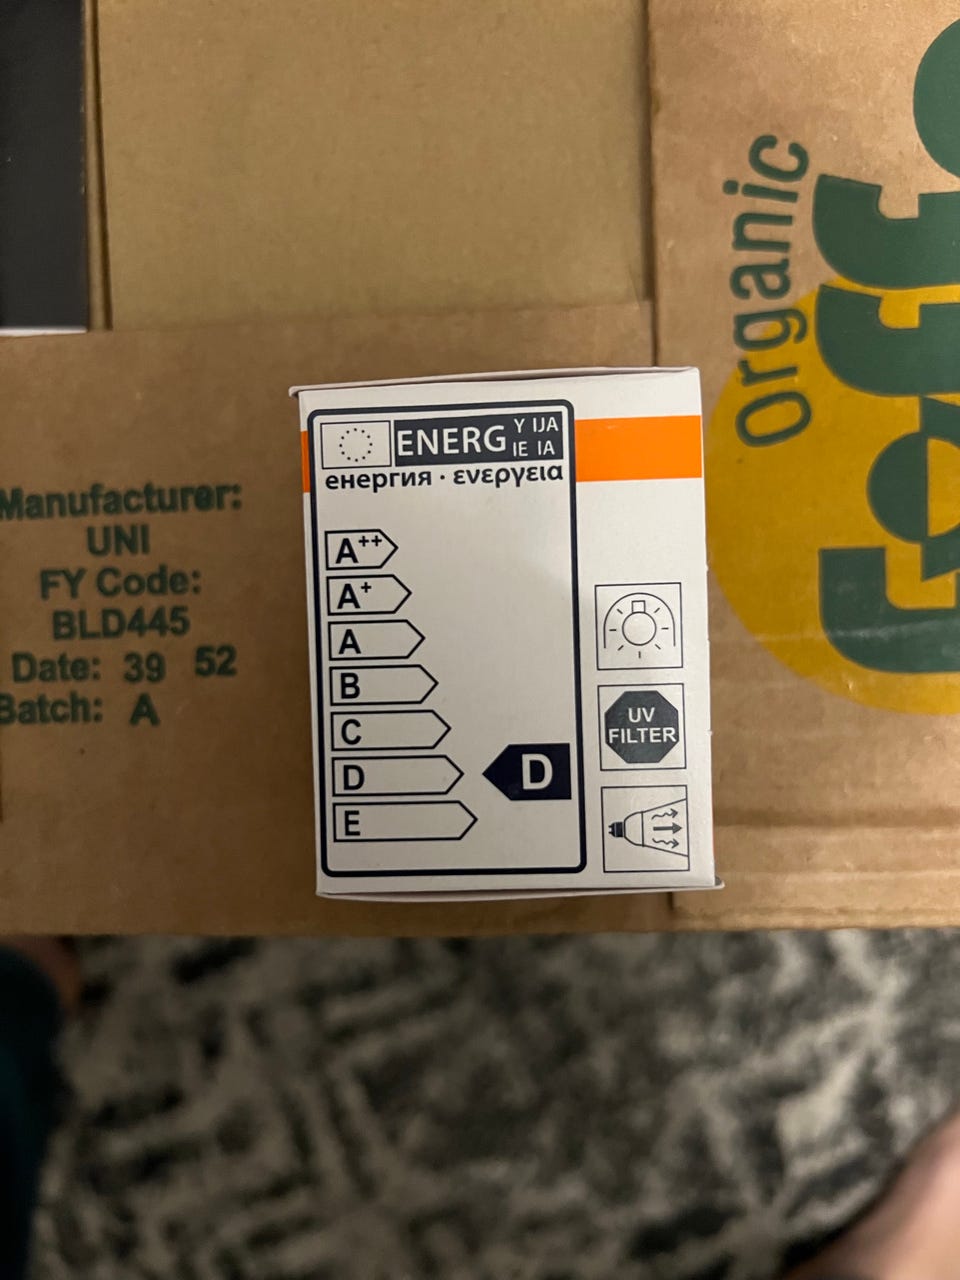 Manufacturer:
UNI
FY Code:
BLD445
Date: 39 52
Batch: A
ENERG Y IJA
IE IA
енергия · ενεργεια
A++
A+
A
B
C
D
D
E
UV
FILTER
organic